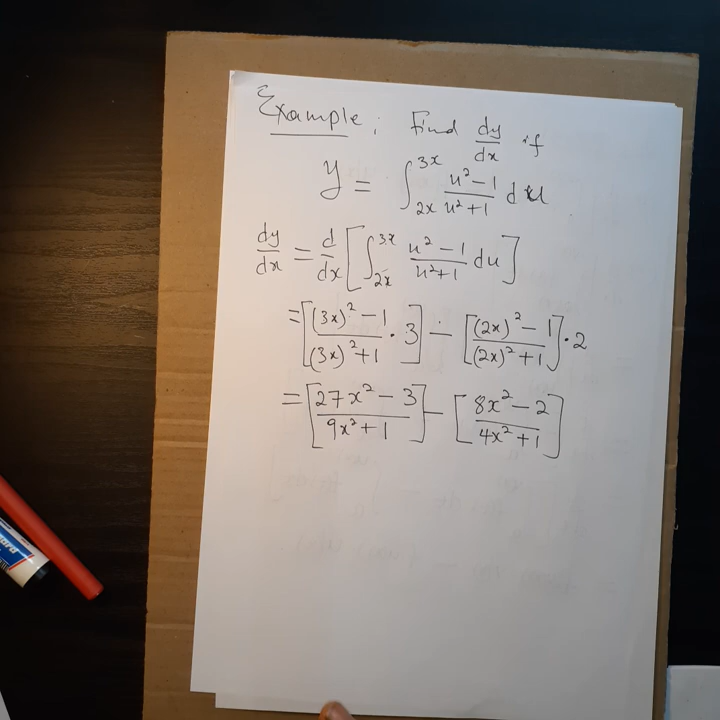 Example: Find dy/dx if
y = ∫_{2x}^{3x} (u² − 1)/(u² + 1) du
dy/dx = d/dx [∫_{2x}^{3x} (u² − 1)/(u² + 1) du]
= [((3x)² − 1)/((3x)² + 1) · 3] − [((2x)² − 1)/((2x)² + 1)] · 2
= [(27x² − 3)/(9x² + 1)] − [(8x² − 2)/(4x² + 1)]